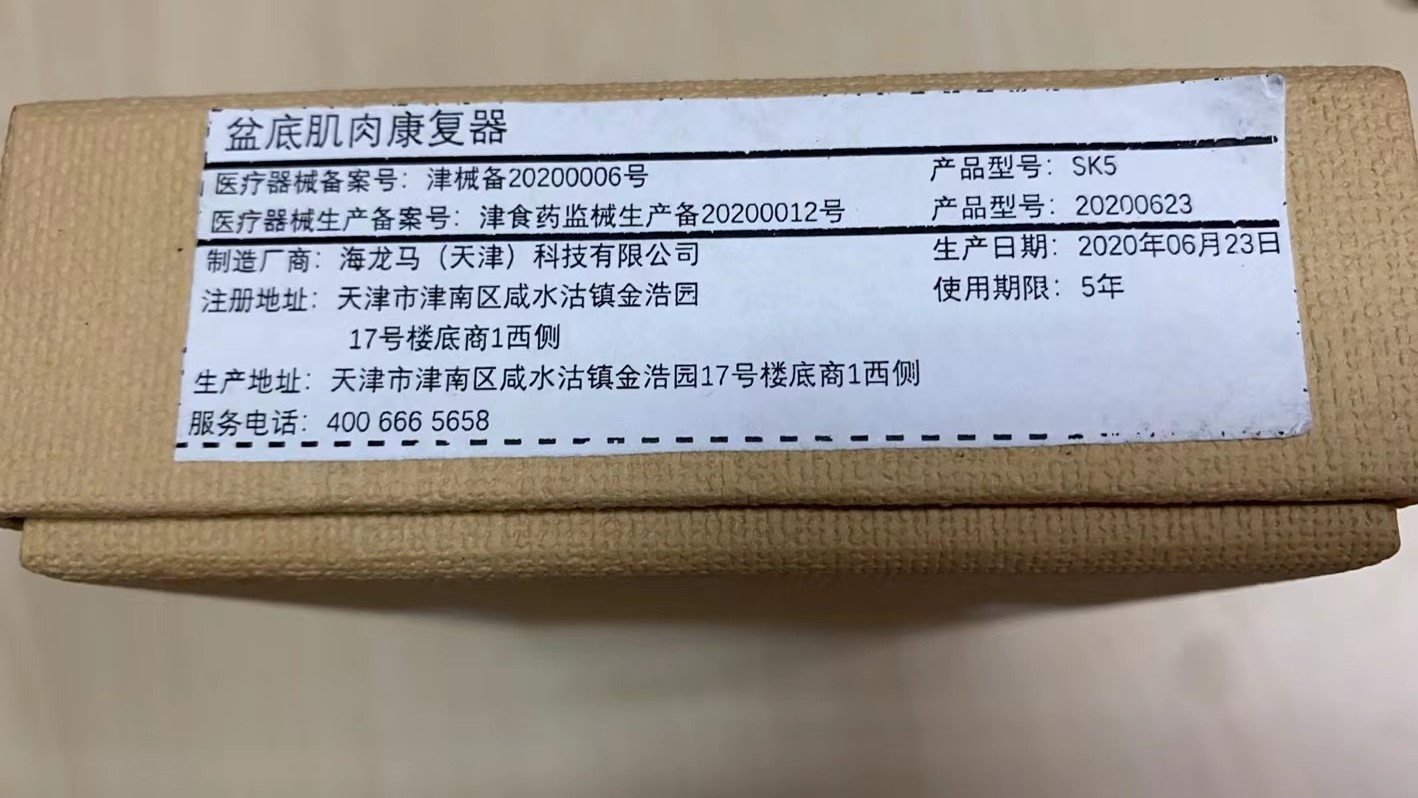 盆底肌肉康复器
医疗器械备案号：津械备20200006号 产品型号：SK5
医疗器械生产备案号：津食药监械生产备20200012号 产品型号：20200623
制造厂商：海龙马（天津）科技有限公司 生产日期：2020年06月23日
注册地址：天津市津南区咸水沽镇金浩园 使用期限：5年
17号楼底商1西侧
生产地址：天津市津南区咸水沽镇金浩园17号楼底商1西侧
服务电话：400 666 5658